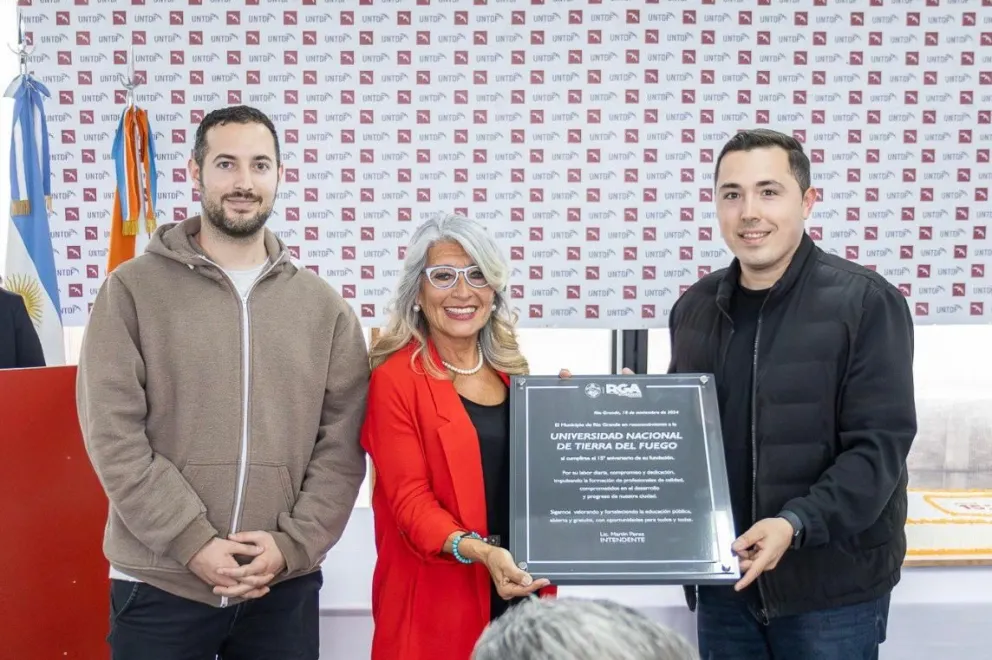 UNTDF
RGA
Río Grande, 18 de noviembre de 2024
El Municipio de Río Grande en reconocimiento a la
UNIVERSIDAD NACIONAL
DE TIERRA DEL FUEGO
al cumplirse el 15° aniversario de su fundación.
Por su labor diaria, compromiso y dedicación,
impulsando la formación de profesionales de calidad,
comprometidos en el desarrollo
y progreso de nuestra ciudad.
Sigamos valorando y fortaleciendo la educación pública,
abierta y gratuita, con oportunidades para todos y todas.
Lic. Martín Perez
INTENDENTE